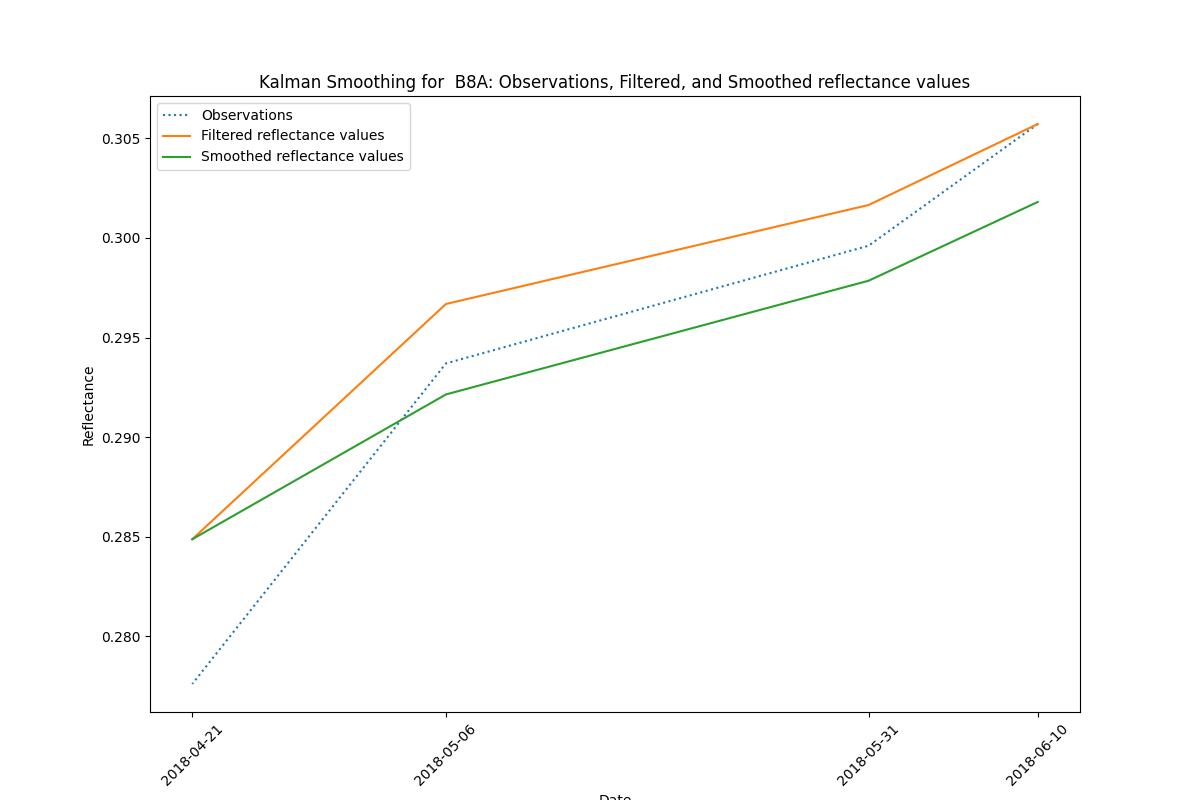 Kalman Smoothing for  B8A: Observations, Filtered, and Smoothed reflectance values
Observations
Filtered reflectance values
Smoothed reflectance values
0.305
0.300
0.295
0.290
0.285
0.280
Reflectance
2018-04-21
2018-05-06
2018-05-31
2018-06-10
Date